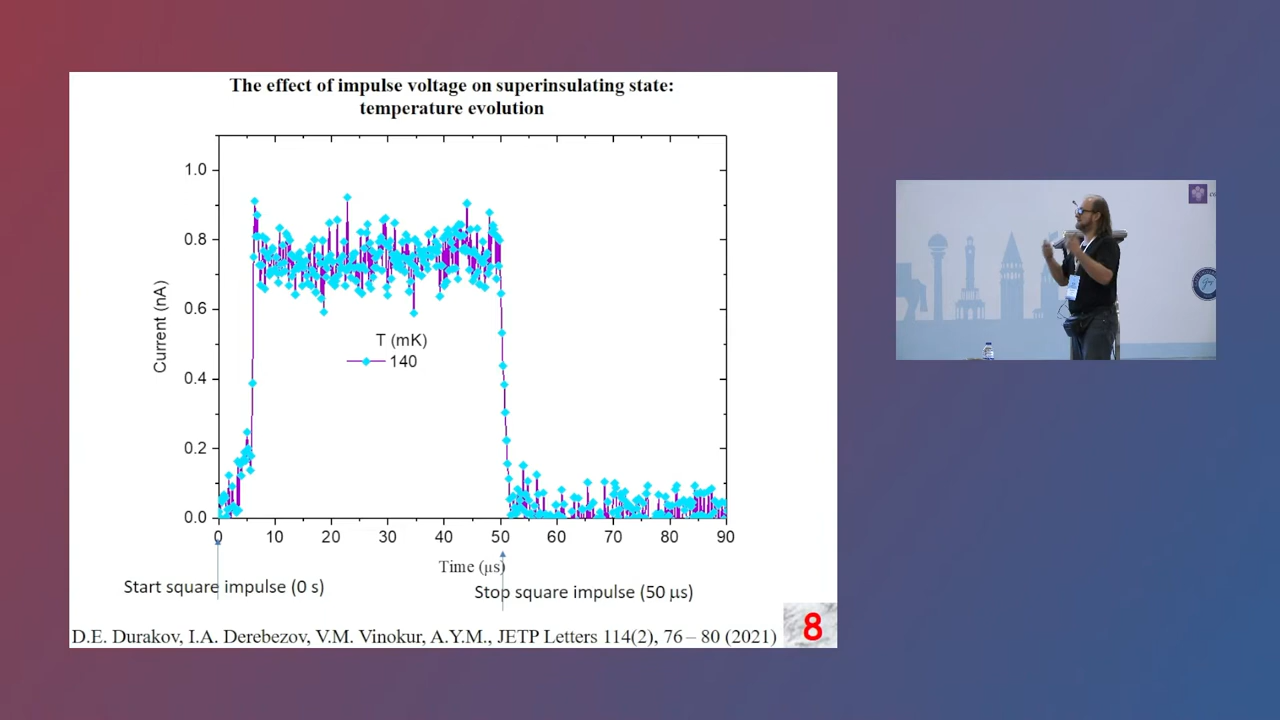 The effect of impulse voltage on superinsulating state:
temperature evolution
1.0
0.8
0.6
0.4
0.2
0.0
Current (nA)
T (mK)
140
0 10 20 30 40 50 60 70 80 90
Time (μs)
Start square impulse (0 s)
Stop square impulse (50 μs)
D.E. Durakov, I.A. Derebezov, V.M. Vinokur, A.Y.M., JETP Letters 114(2), 76 – 80 (2021)
8